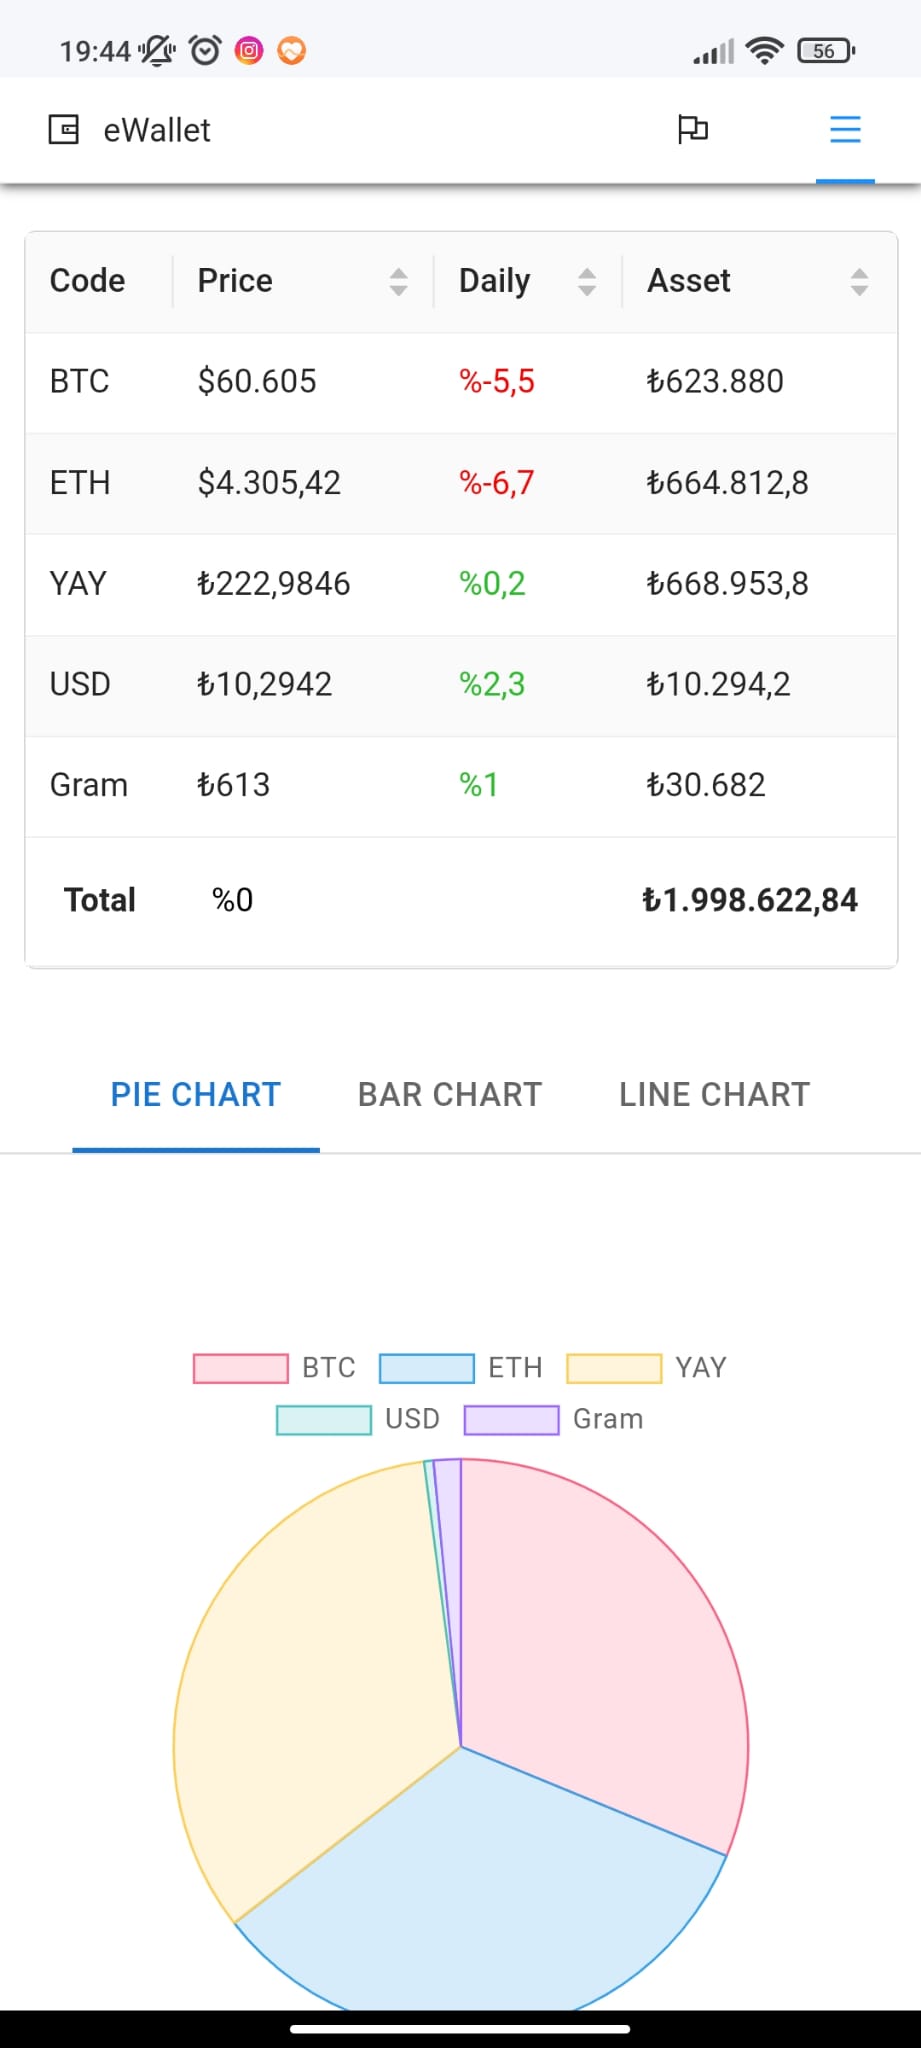 19:44 56
eWallet
Code Price Daily Asset
BTC $60.605 %-5,5 ₺623.880
ETH $4.305,42 %-6,7 ₺664.812,8
YAY ₺222,9846 %0,2 ₺668.953,8
USD ₺10,2942 %2,3 ₺10.294,2
Gram ₺613 %1 ₺30.682
Total %0 ₺1.998.622,84
PIE CHART BAR CHART LINE CHART
BTC ETH YAY
USD Gram